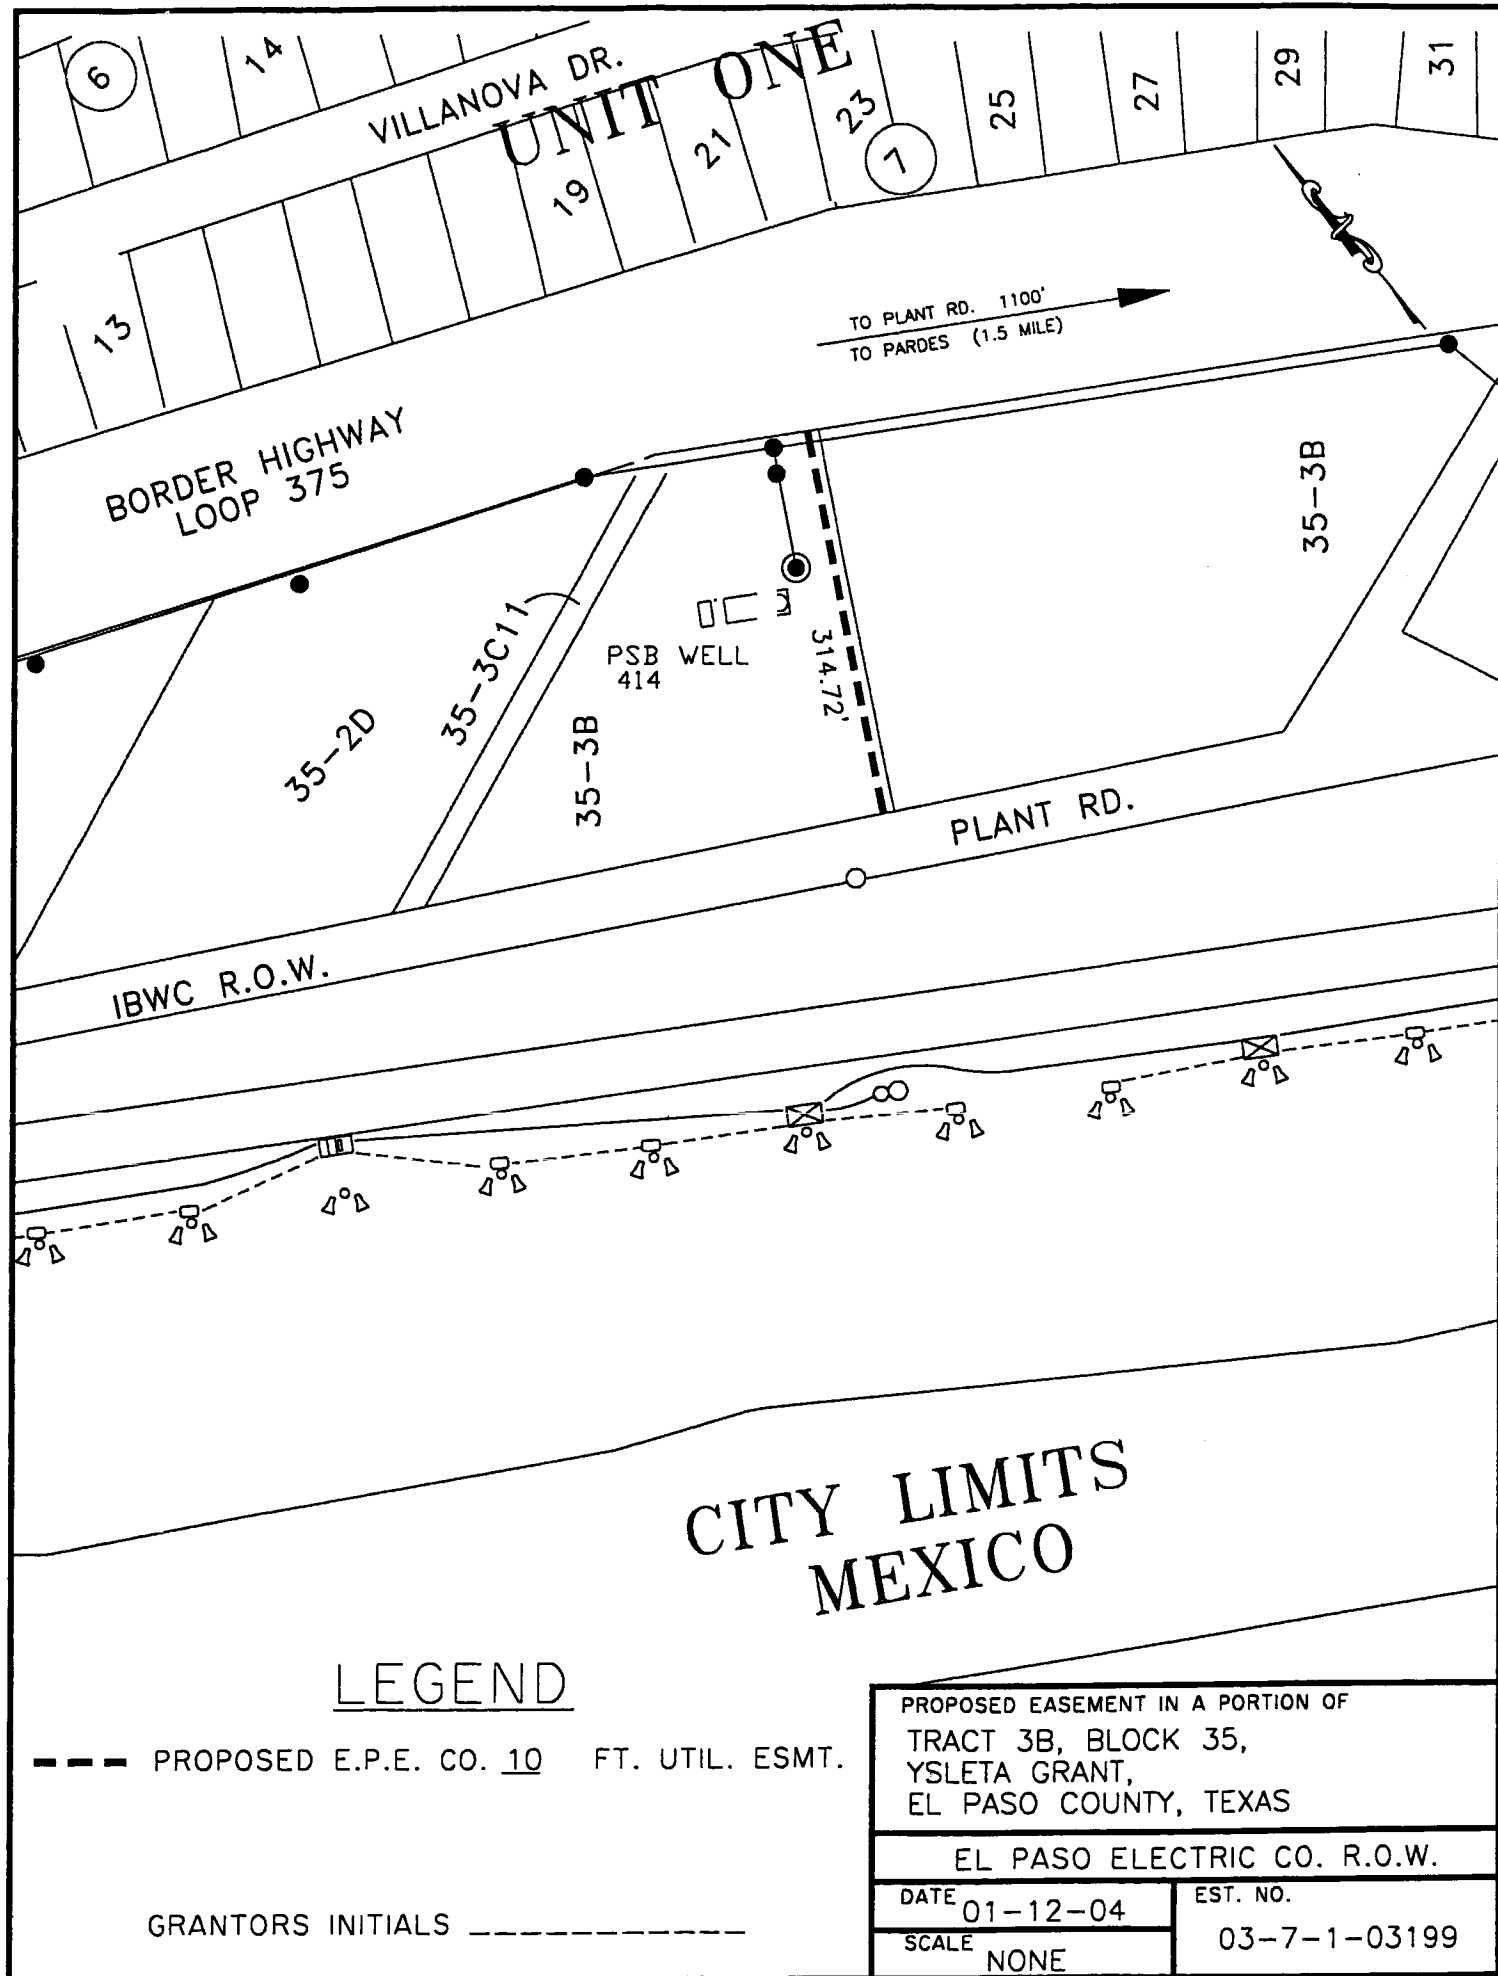 6
14
VILLANOVA DR.
UNIT ONE
13
19
21
23
7
25
27
29
31
TO PLANT RD. 1100'
TO PARDES (1.5 MILE)
BORDER HIGHWAY
LOOP 375
35-3B
35-3C11
PSB WELL
414
314.72'
35-2D
35-3B
PLANT RD.
IBWC R.O.W.
CITY LIMITS
MEXICO
LEGEND
PROPOSED E.P.E. CO. 10 FT. UTIL. ESMT.
GRANTORS INITIALS ____________
PROPOSED EASEMENT IN A PORTION OF
TRACT 3B, BLOCK 35,
YSLETA GRANT,
EL PASO COUNTY, TEXAS
EL PASO ELECTRIC CO. R.O.W.
DATE 01-12-04
EST. NO.
03-7-1-03199
SCALE NONE